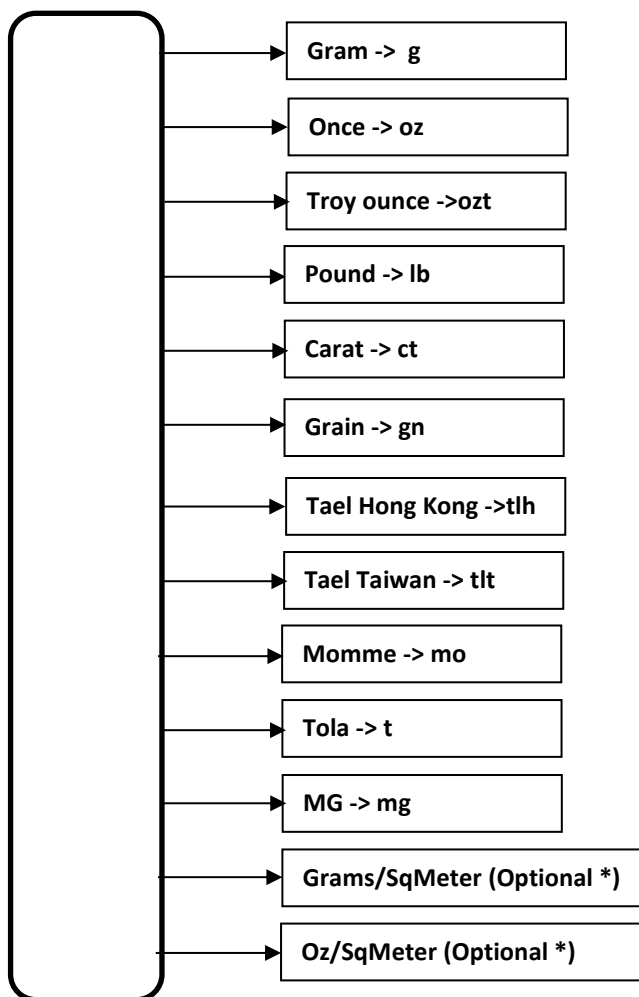 Gram -> g
Once -> oz
Troy ounce ->ozt
Pound -> lb
Carat -> ct
Grain -> gn
Tael Hong Kong ->tlh
Tael Taiwan -> tlt
Momme -> mo
Tola -> t
MG -> mg
Grams/SqMeter (Optional *)
Oz/SqMeter (Optional *)